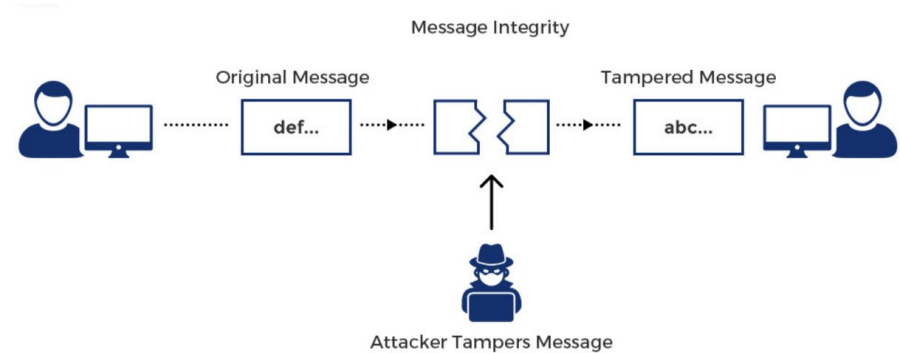 Message Integrity
Original Message
Tampered Message
def...
abc...
Attacker Tampers Message